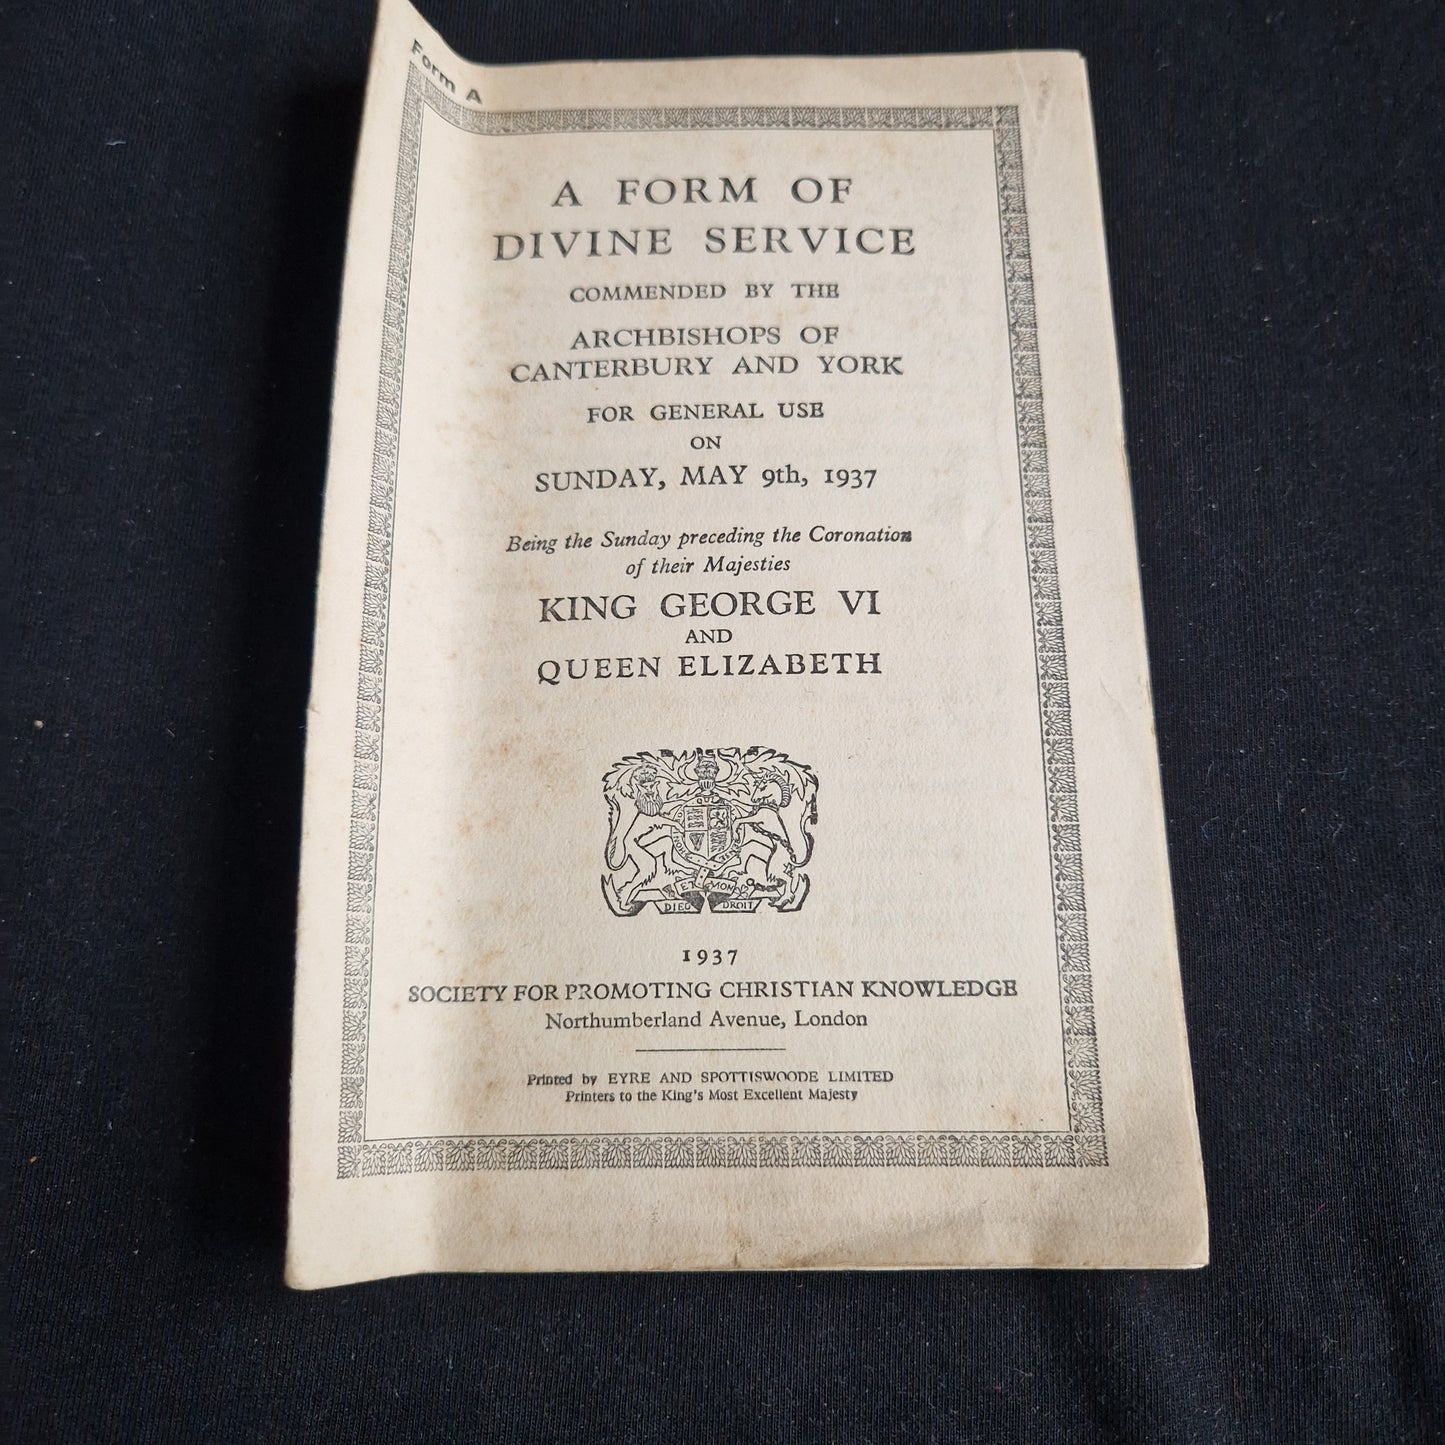 Form A
A FORM OF
DIVINE SERVICE
COMMENDED BY THE
ARCHBISHOPS OF
CANTERBURY AND YORK
FOR GENERAL USE
ON
SUNDAY, MAY 9th, 1937
Being the Sunday preceding the Coronation
of their Majesties
KING GEORGE VI
AND
QUEEN ELIZABETH
ET MON
DIEU DROIT
1937
SOCIETY FOR PROMOTING CHRISTIAN KNOWLEDGE
Northumberland Avenue, London
Printed by EYRE AND SPOTTISWOODE LIMITED
Printers to the King's Most Excellent Majesty